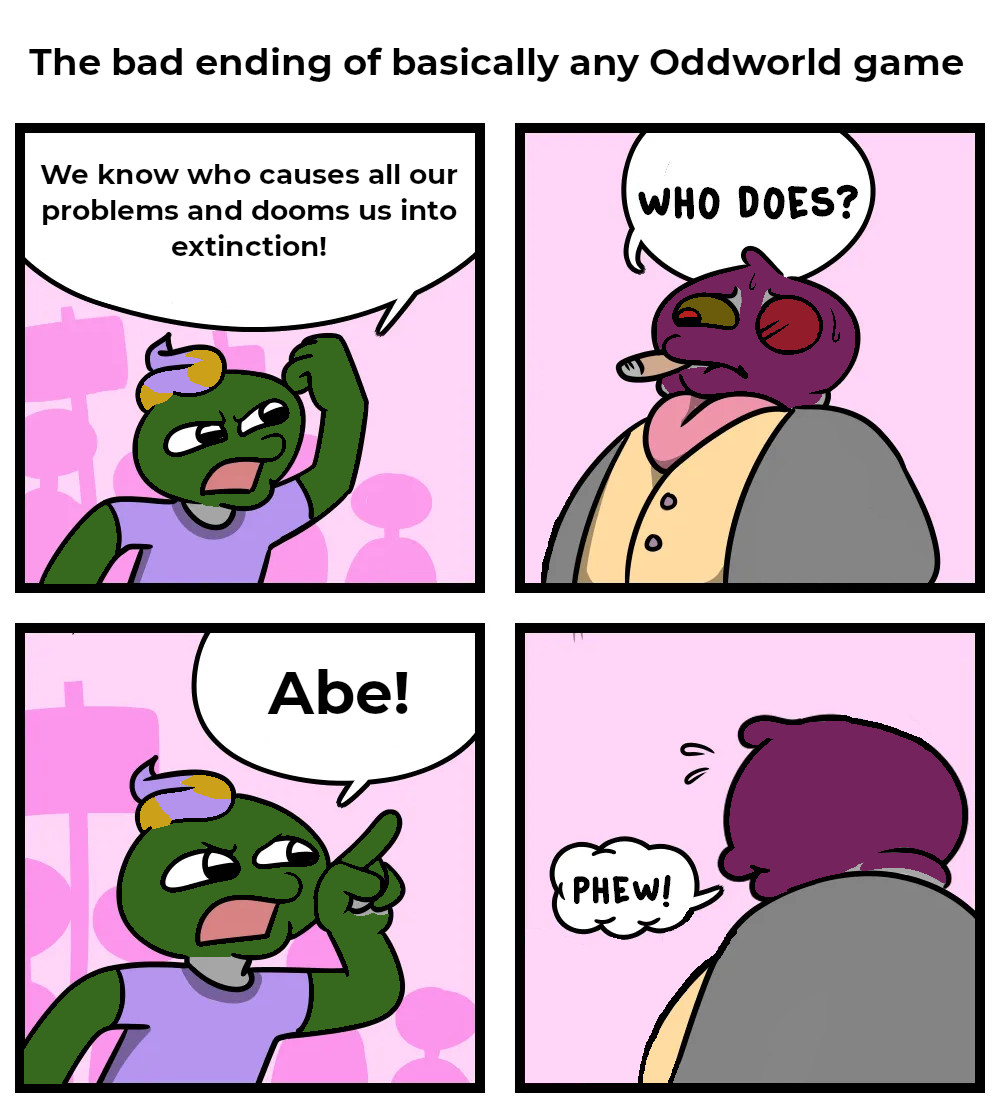 The bad ending of basically any Oddworld game
We know who causes all our
problems and dooms us into
extinction!
WHO DOES?
Abe!
PHEW!